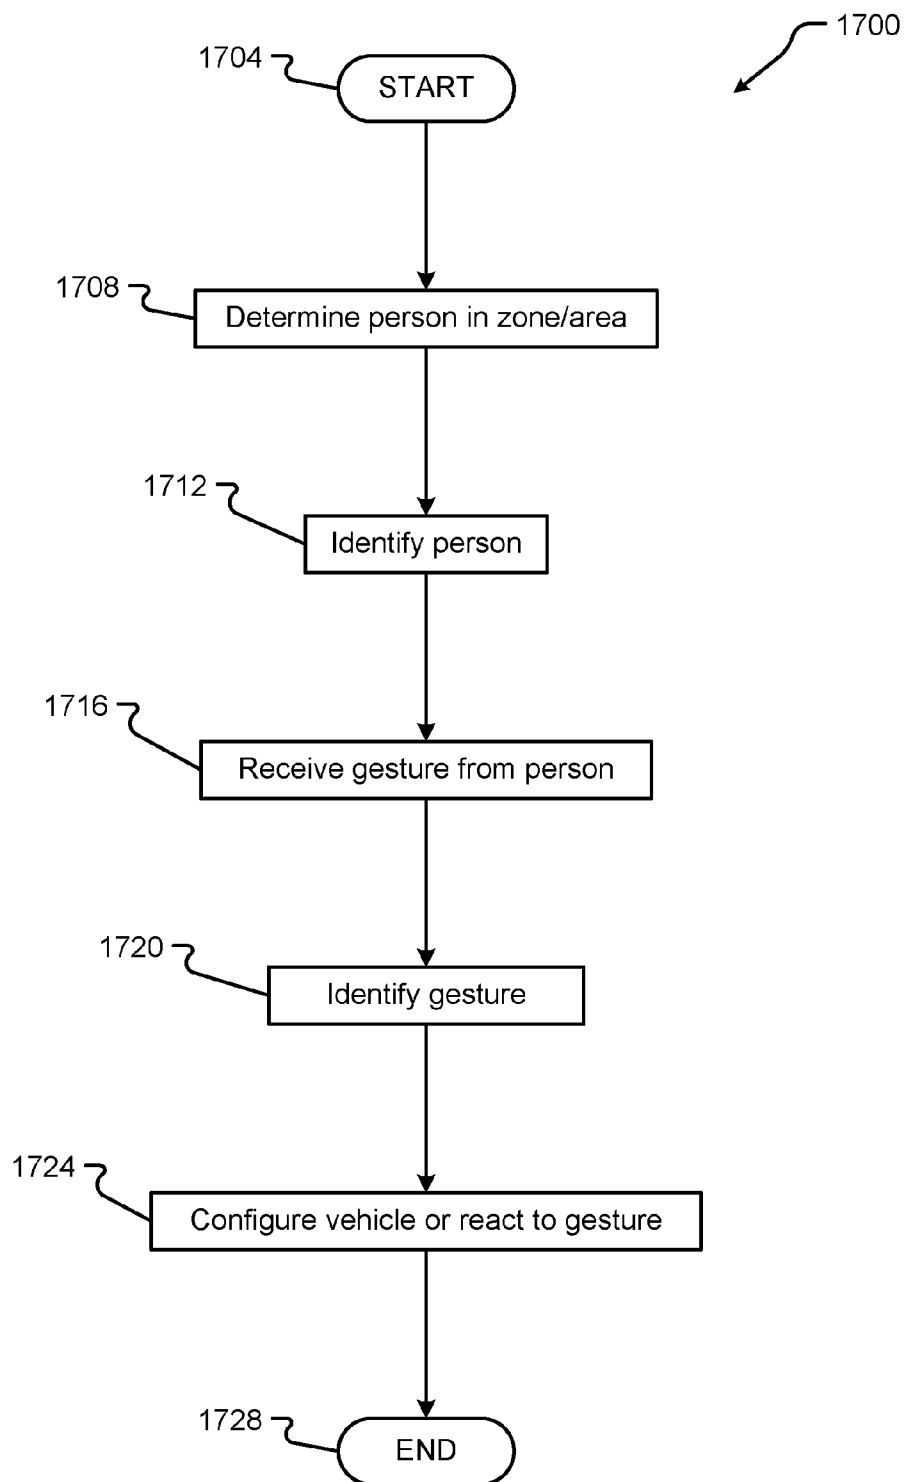 1700
1704
START
1708
Determine person in zone/area
1712
Identify person
1716
Receive gesture from person
1720
Identify gesture
1724
Configure vehicle or react to gesture
1728
END